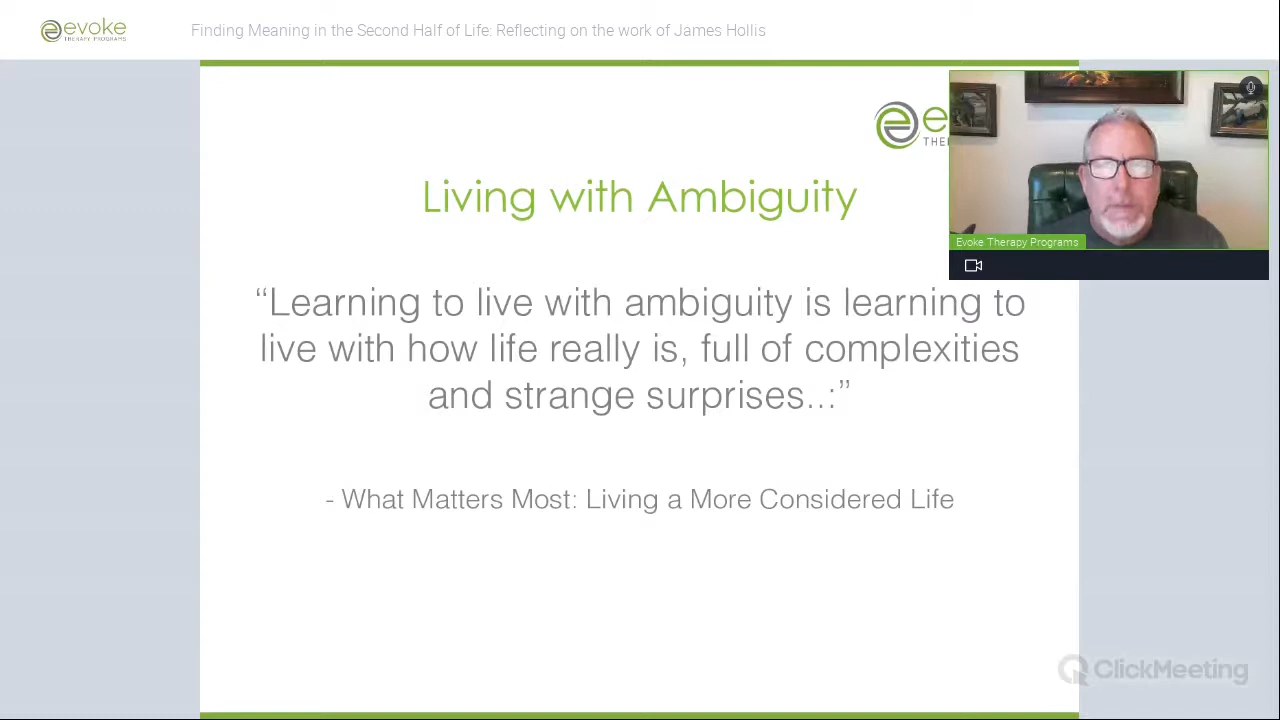 evoke
THERAPY PROGRAMS
Finding Meaning in the Second Half of Life: Reflecting on the work of James Hollis
e
THE
Living with Ambiguity
Evoke Therapy Programs
“Learning to live with ambiguity is learning to
live with how life really is, full of complexities
and strange surprises..:”
- What Matters Most: Living a More Considered Life
ClickMeeting